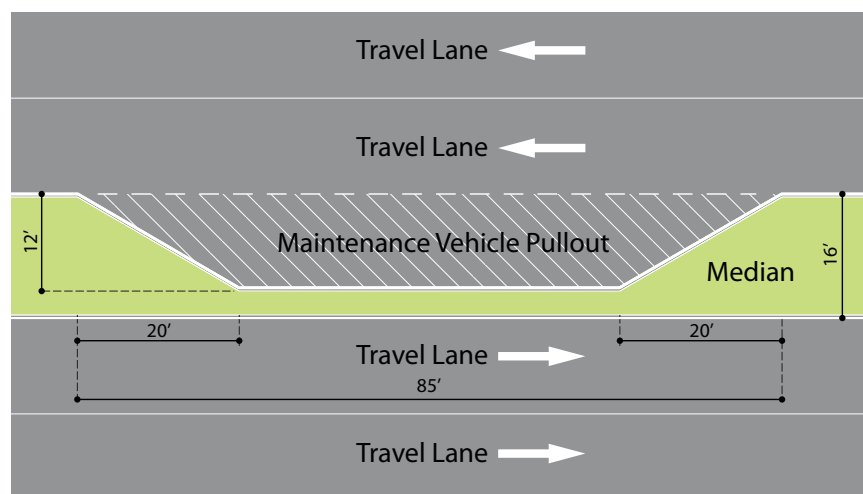 Travel Lane
Travel Lane
12′
Maintenance Vehicle Pullout
Median
16′
20′
Travel Lane
20′
85′
Travel Lane